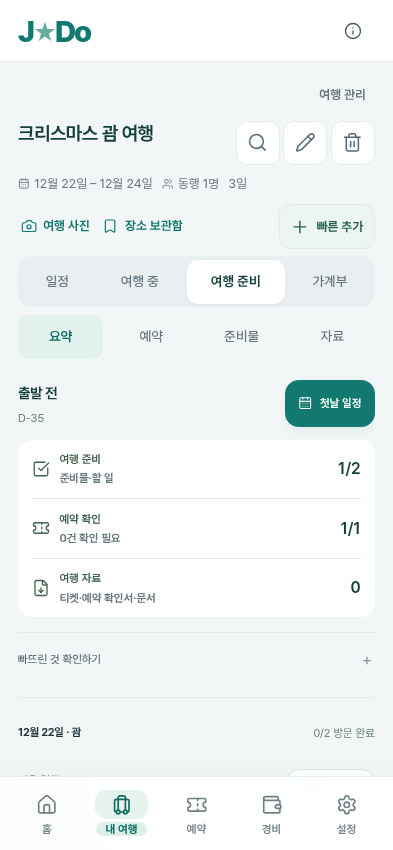 J★Do
여행 관리
크리스마스 괌 여행
12월 22일 – 12월 24일 동행 1명 3일
여행 사진 장소 보관함 + 빠른 추가
일정 여행 중 여행 준비 가계부
요약 예약 준비물 자료
출발 전
첫날 일정
D-35
여행 준비
준비물·할 일
1/2
예약 확인
0건 확인 필요
1/1
여행 자료
티켓·예약 확인서·문서
0
빠뜨린 것 확인하기 +
12월 22일 · 괌 0/2 방문 완료
홈 내 여행 예약 경비 설정